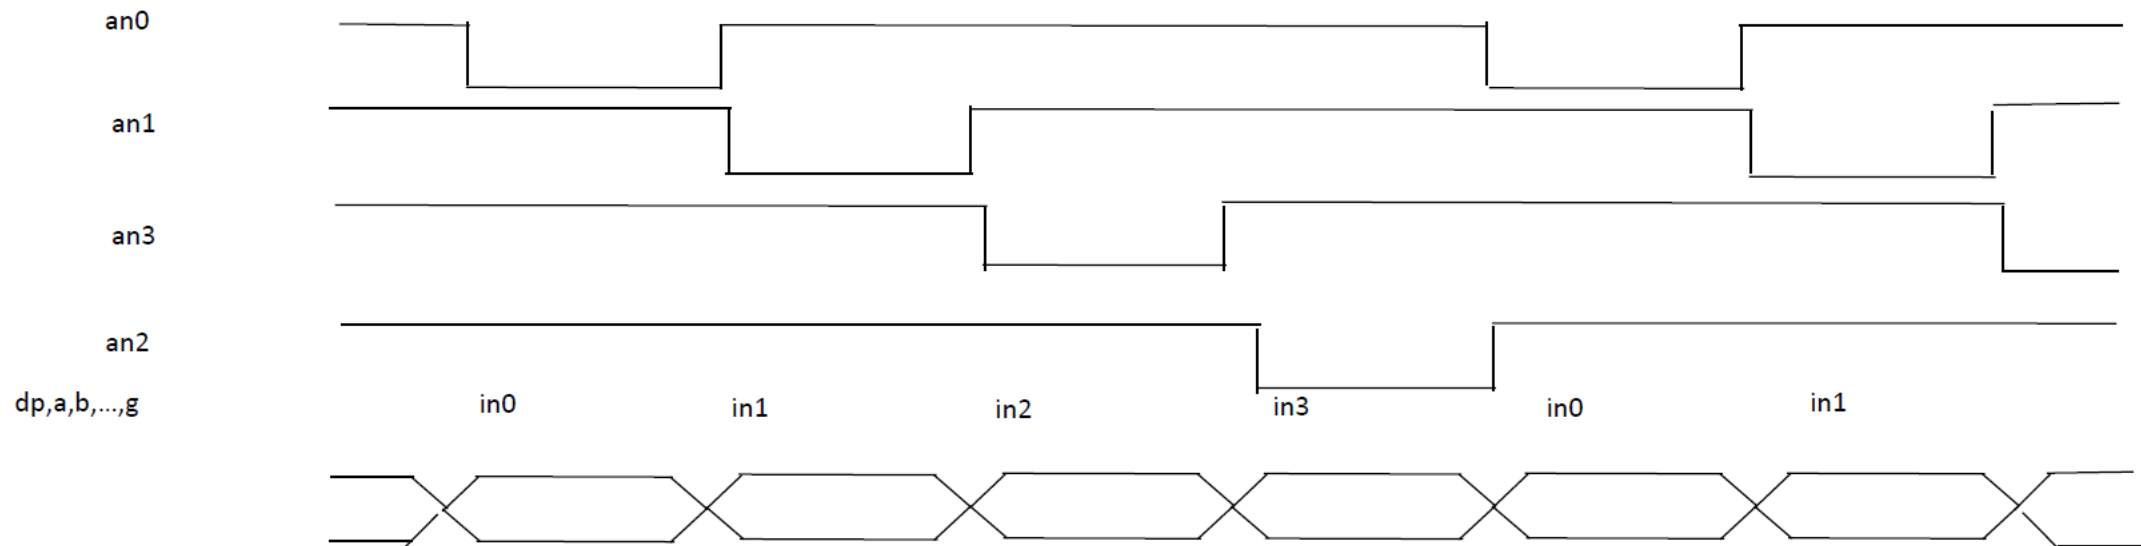 an0
an1
an3
an2
dp,a,b,...,g in0 in1 in2 in3 in0 in1